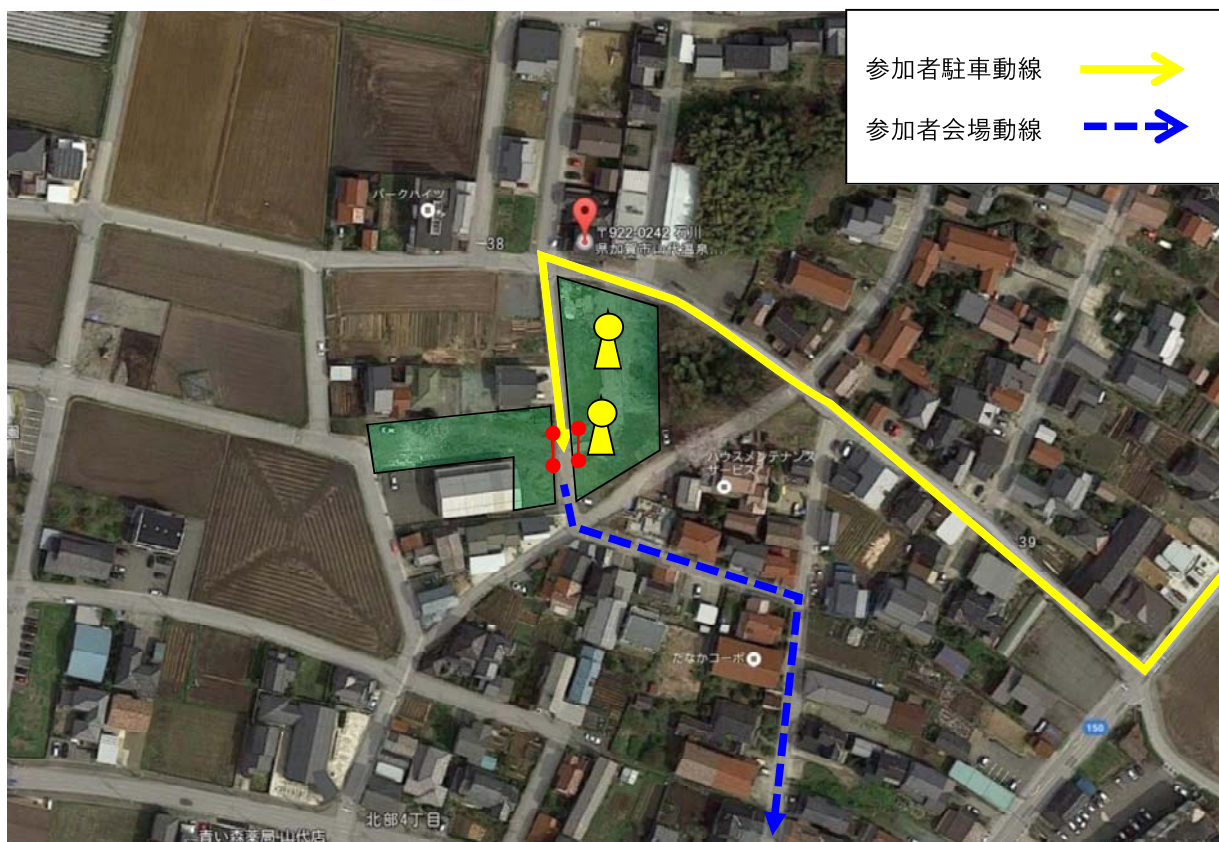 参加者駐車動線
参加者会場動線
パークハイツ
38
〒922-0242 石川
県加賀市山代温泉...
ハウスメンテナンス
サービス
39
たなかコーポ
150
北部4丁目
青い森薬局 山代店